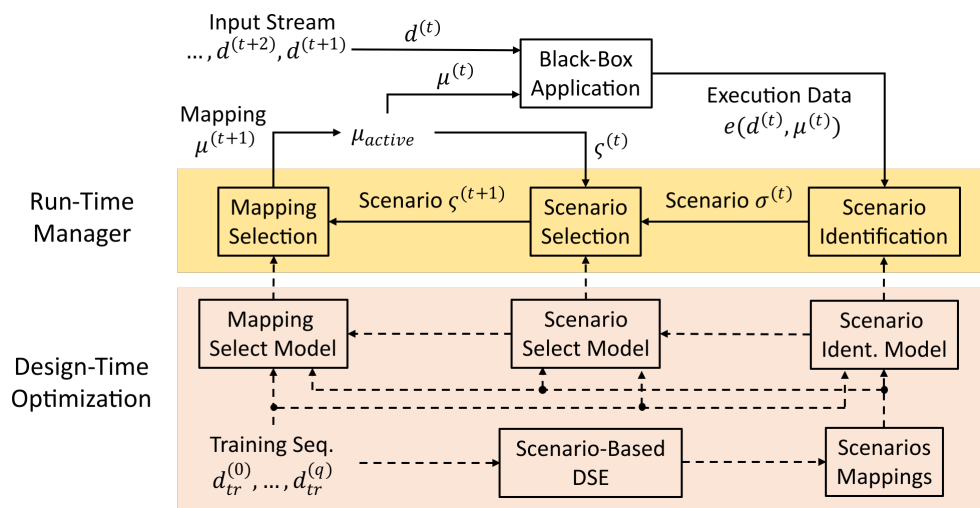 Input Stream
…, d^(t+2), d^(t+1)
d^(t)
μ^(t)
Black-Box
Application
Mapping
μ^(t+1)
μ_active
ς^(t)
Execution Data
e(d^(t), μ^(t))
Run-Time
Manager
Mapping
Selection
Scenario ς^(t+1)
Scenario
Selection
Scenario σ^(t)
Scenario
Identification
Design-Time
Optimization
Mapping
Select Model
Scenario
Select Model
Scenario
Ident. Model
Training Seq.
d_tr^(0), …, d_tr^(q)
Scenario-Based
DSE
Scenarios
Mappings